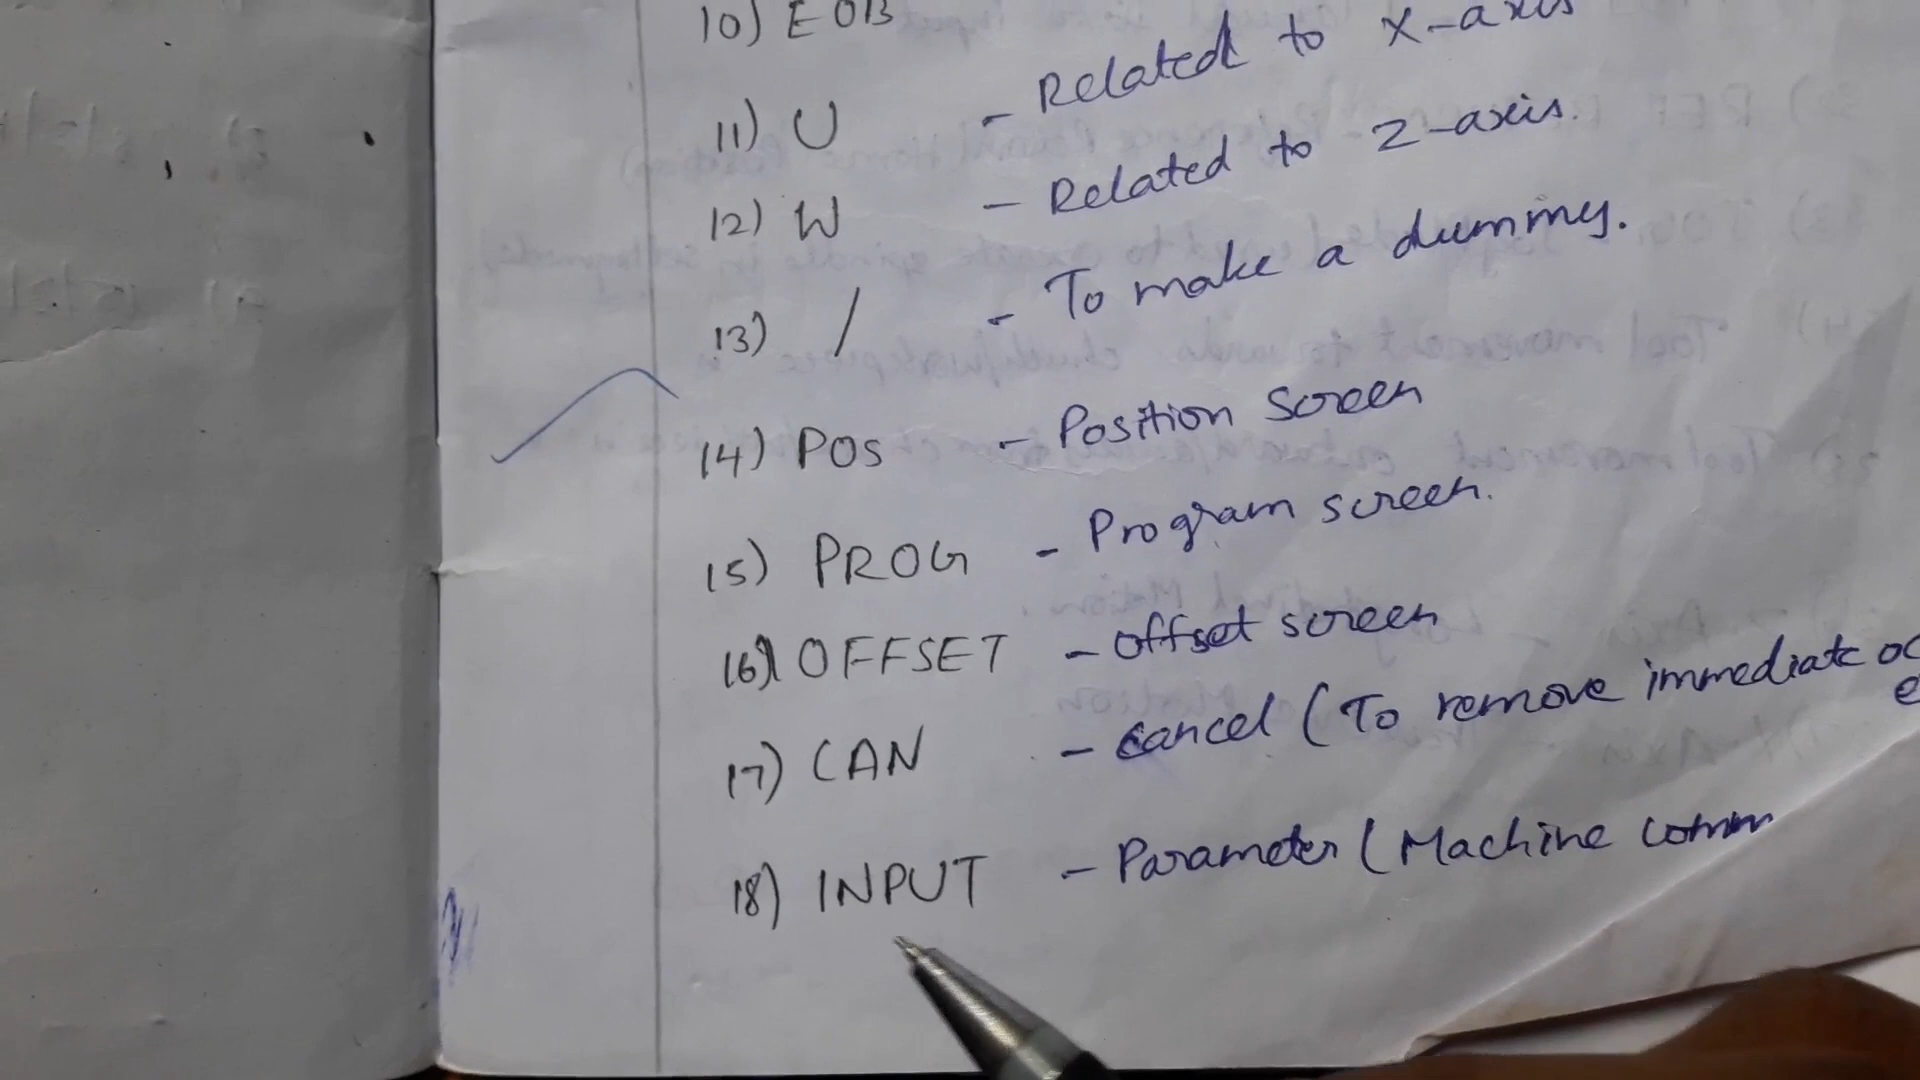 10) EOB
11) U - Related to X-axis
12) W - Related to Z-axis.
13) / - To make a dummy.
14) POS - Position screen
15) PROG - Program screen.
16) OFFSET - Offset screen
17) CAN - Cancel (To remove immediate
18) INPUT - Parameter (Machine comm